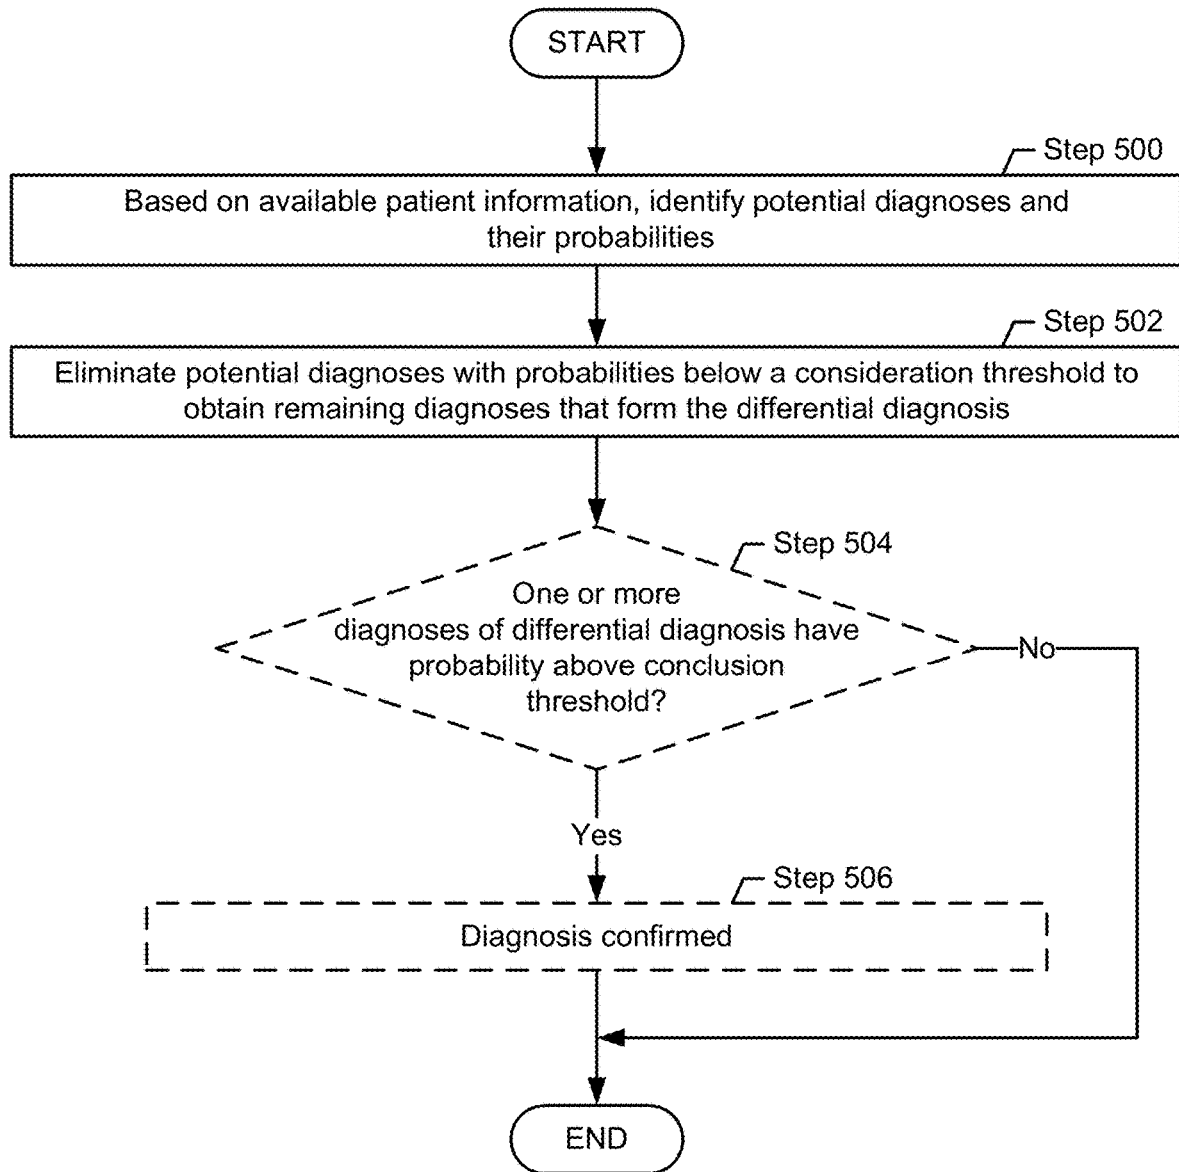 START
Step 500
Based on available patient information, identify potential diagnoses and
their probabilities
Step 502
Eliminate potential diagnoses with probabilities below a consideration threshold to
obtain remaining diagnoses that form the differential diagnosis
Step 504
One or more
diagnoses of differential diagnosis have
probability above conclusion
threshold?
No
Yes
Step 506
Diagnosis confirmed
END